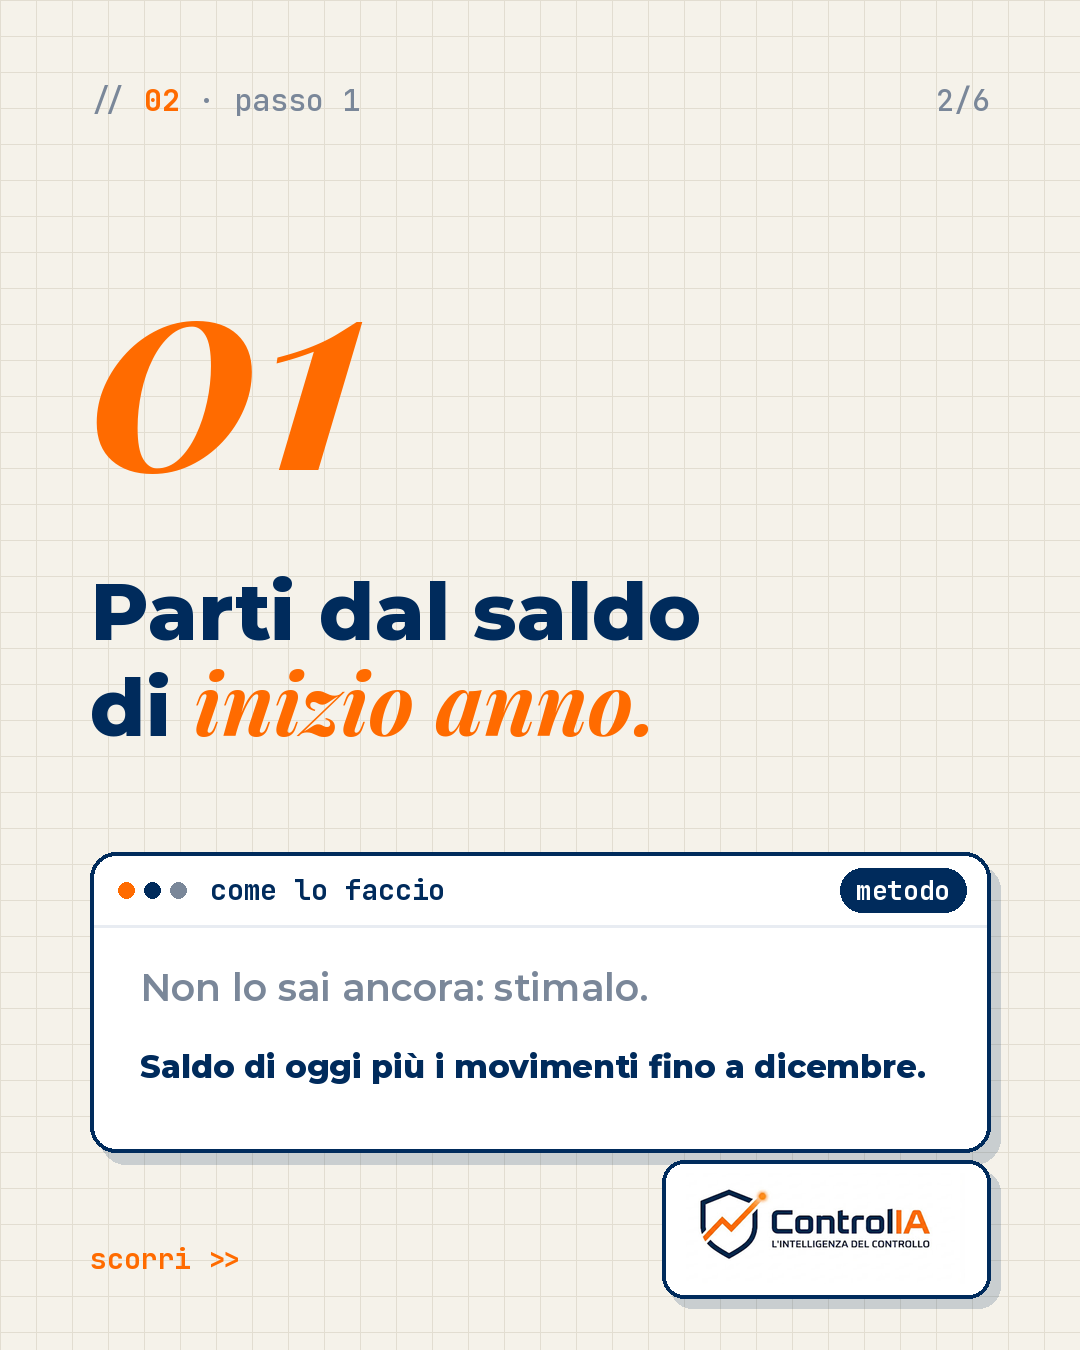 // 02 · passo 1
2/6
01
Parti dal saldo
di inizio anno.
come lo faccio
metodo
Non lo sai ancora: stimalo.
Saldo di oggi più i movimenti fino a dicembre.
ControlIA
L'INTELLIGENZA DEL CONTROLLO
scorri >>